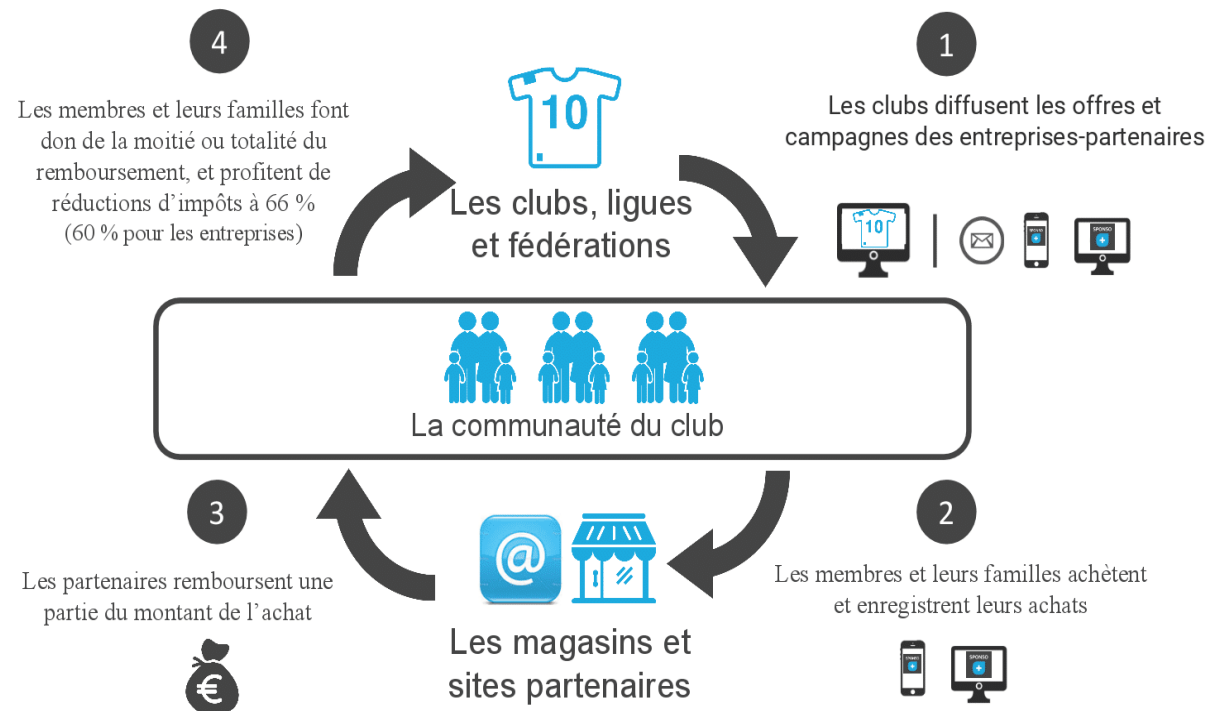 4
Les membres et leurs familles font
don de la moitié ou totalité du
remboursement, et profitent de
réductions d’impôts à 66 %
(60 % pour les entreprises)
10
Les clubs, ligues
et fédérations
1
Les clubs diffusent les offres et
campagnes des entreprises-partenaires
10
SPONSO
SPONSO
La communauté du club
3
Les partenaires remboursent une
partie du montant de l’achat
€
@
Les magasins et
sites partenaires
2
Les membres et leurs familles achètent
et enregistrent leurs achats
SPONSO
SPONSO